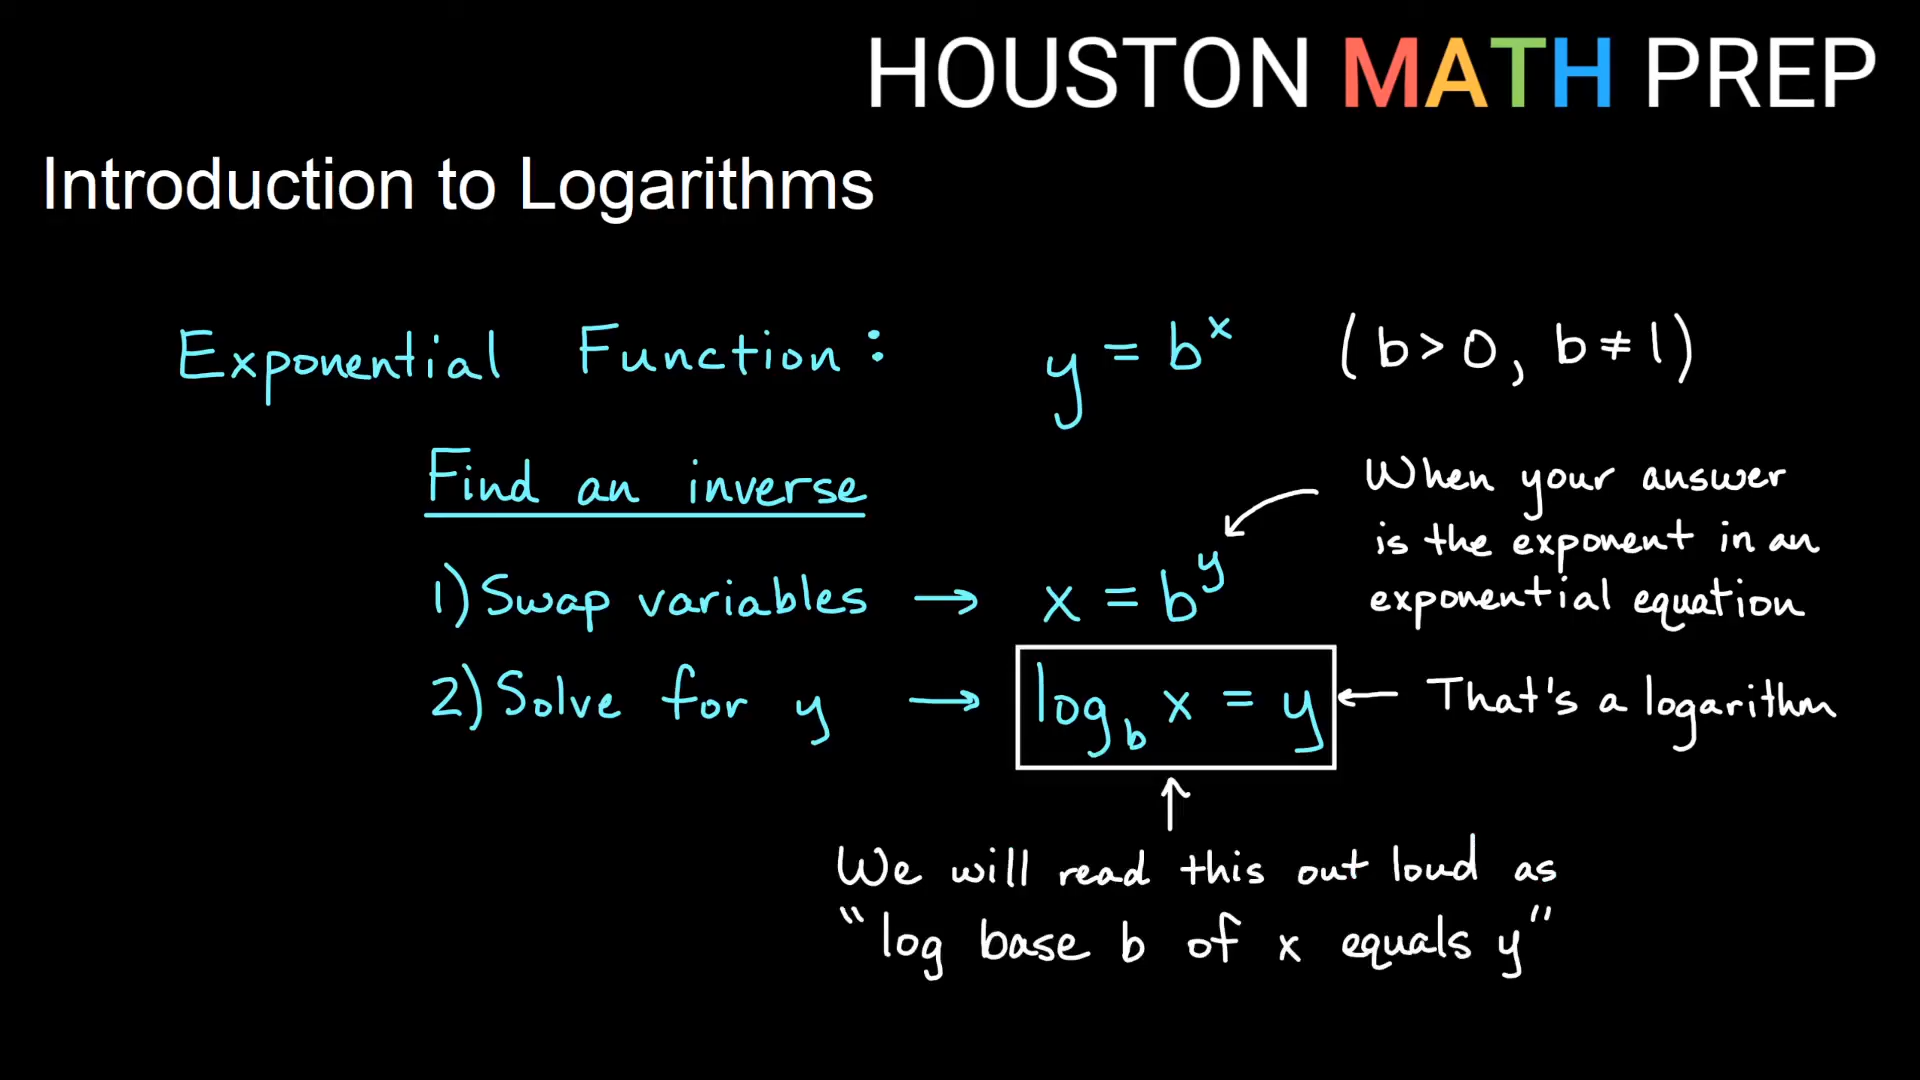 HOUSTON MATH PREP
Introduction to Logarithms
Exponential Function: y = bˣ (b > 0, b ≠ 1)
Find an inverse
When your answer
is the exponent in an
exponential equation
1) Swap variables → x = bʸ
2) Solve for y → log_b x = y ← That's a logarithm
We will read this out loud as
"log base b of x equals y"